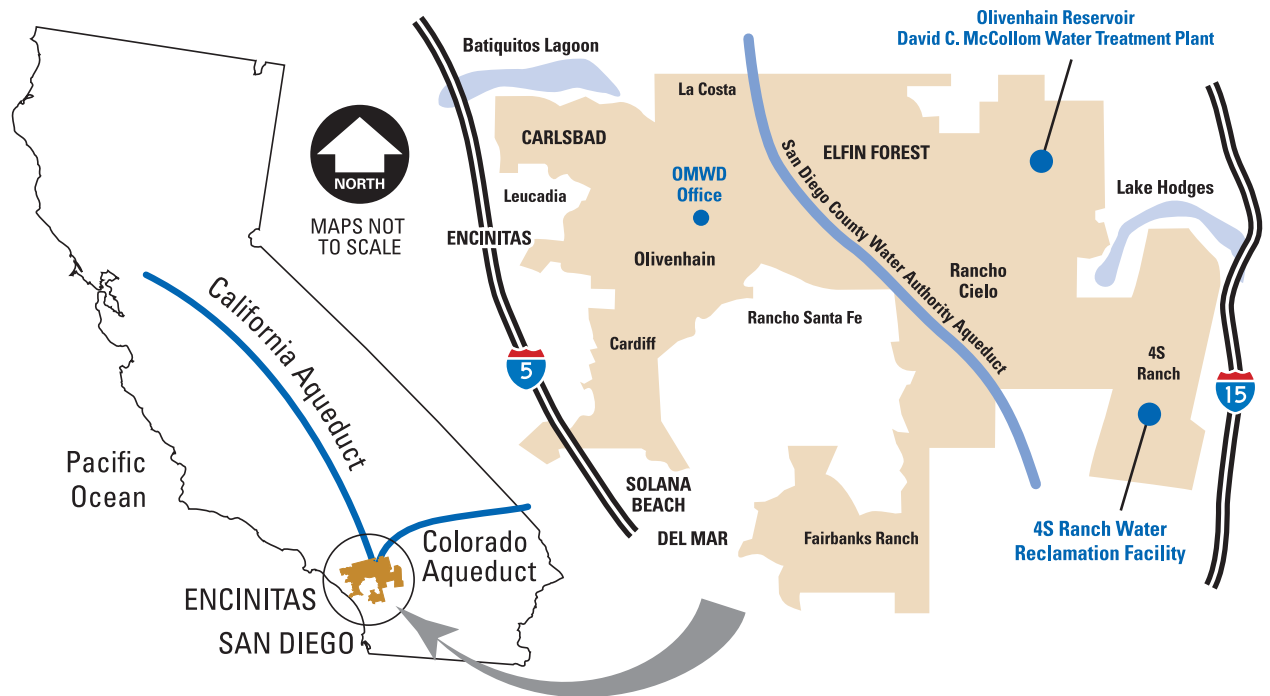 Olivenhain Reservoir
David C. McCollom Water Treatment Plant
Batiquitos Lagoon
La Costa
CARLSBAD
ELFIN FOREST
NORTH
MAPS NOT
TO SCALE
Leucadia
OMWD
Office
Lake Hodges
ENCINITAS
Olivenhain
San Diego County Water Authority Aqueduct
Rancho
Cielo
California Aqueduct
Rancho Santa Fe
Cardiff
4S
Ranch
5
15
Pacific
Ocean
SOLANA
BEACH
DEL MAR
Fairbanks Ranch
4S Ranch Water
Reclamation Facility
Colorado
Aqueduct
ENCINITAS
SAN DIEGO